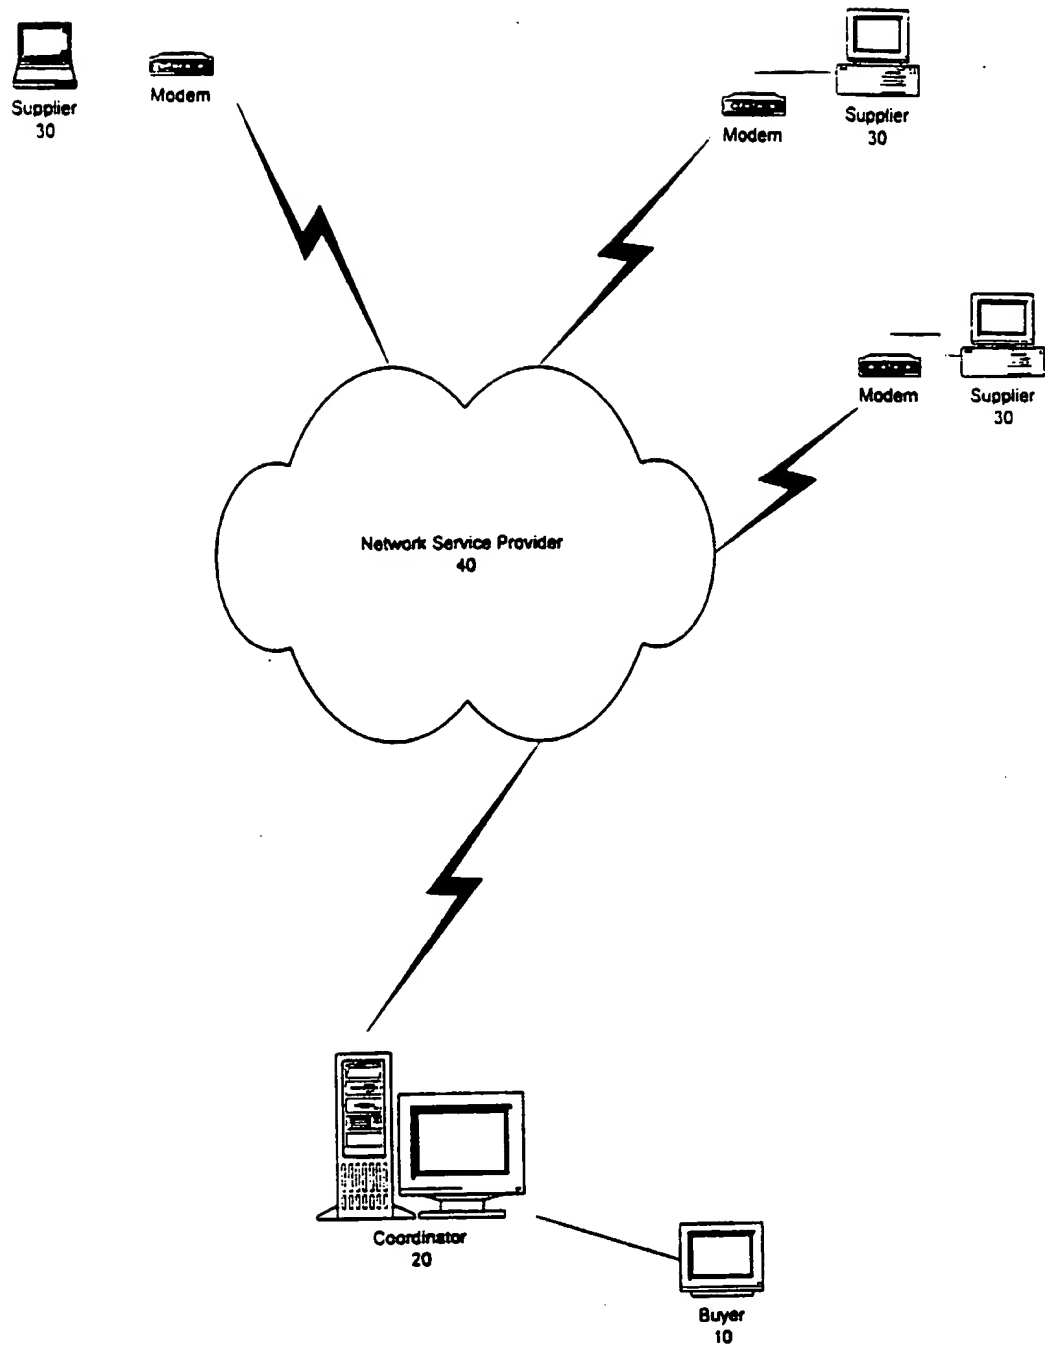 Supplier
30
Modem
Modem
Supplier
30
Modem
Supplier
30
Network Service Provider
40
Coordinator
20
Buyer
10